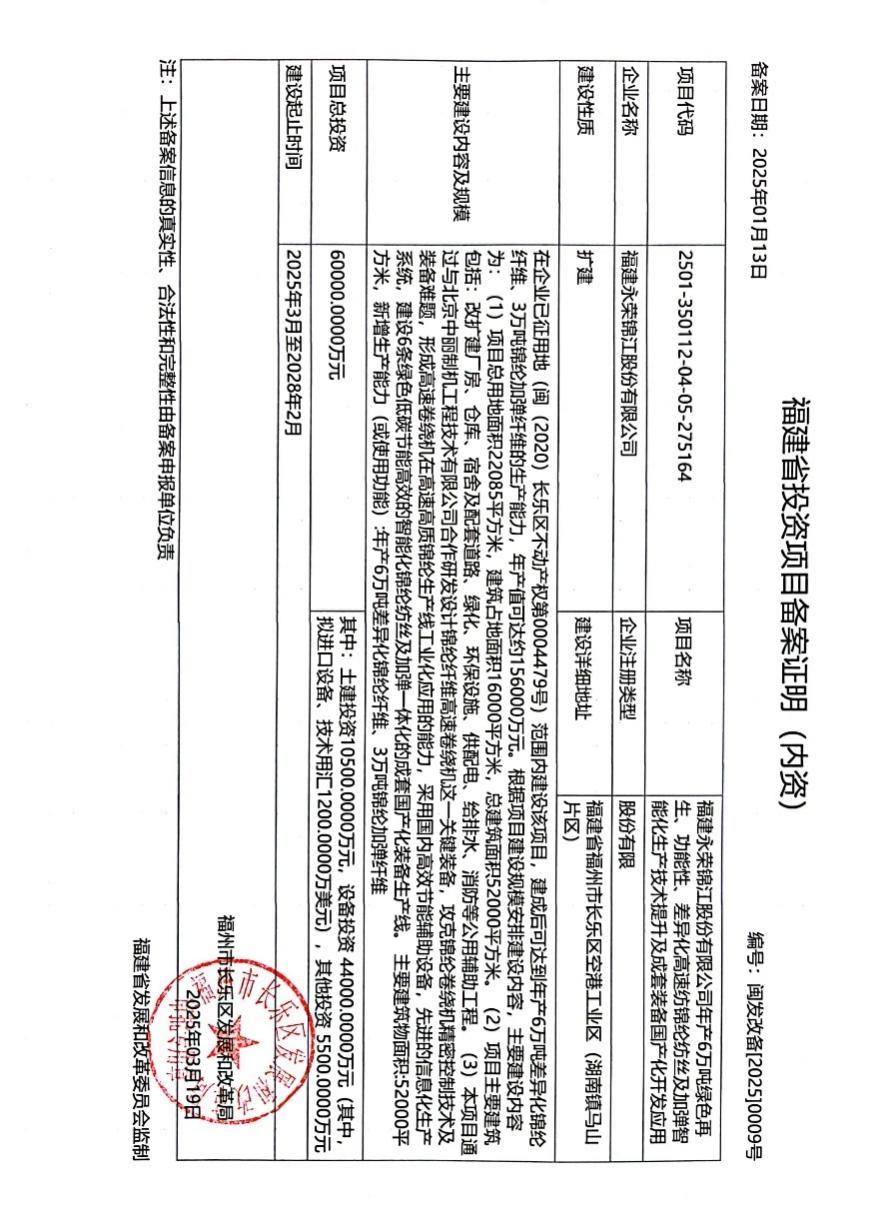 福建省投资项目备案证明（内资）
备案日期：2025年01月13日
编号：闽发改备[2025]0009号
项目代码
2501-350112-04-05-275164
项目名称
福建永荣锦江股份有限公司年产6万吨绿色再
生、功能性、差异化高速纺锦纶纺丝及加弹智
能化生产技术提升及成套装备国产化开发应用
企业名称
福建永荣锦江股份有限公司
企业注册类型
股份有限
建设性质
扩建
建设详细地址
福建省福州市长乐区空港工业区（湖南镇马山
片区）
主要建设内容及规模
在企业已征用地（闽（2020）长乐区不动产权第0004479号）范围内建设该项目，建成后可达到年产6万吨差异化锦纶
纤维、3万吨锦纶加弹纤维的生产能力，年产值可达约156000万元。根据项目建设规模安排建设内容，主要建设内容
为：（1）项目总用地面积22085平方米，建筑占地面积16000平方米，总建筑面积52000平方米。（2）项目主要建筑
包括：改扩建厂房、仓库、宿舍及配套道路、绿化、环保设施、供配电、给排水、消防等公用辅助工程。（3）本项目通
过与北京中丽制机工程技术有限公司合作研发设计锦纶纤维高速卷绕机这一关键装备，攻克锦纶卷绕机精密控制技术及
装备难题，形成高速卷绕机在高速高质锦纶生产线工业化应用的能力，采用国内高效节能辅助设备，先进的信息化生产
系统，建设6条绿色低碳节能高效的智能化锦纶纺丝及加弹一体化的成套国产化装备生产线。 主要建筑物面积:52000平
方米，新增生产能力（或使用功能）:年产6万吨差异化锦纶纤维、3万吨锦纶加弹纤维
项目总投资
60000.0000万元
其中：土建投资10500.0000万元，设备投资 44000.0000万元（其中，
拟进口设备、技术用汇1200.0000万美元），其他投资 5500.0000万元
建设起止时间
2025年3月至2028年2月
福州市长乐区发展和改革局
2025年03月19日
注：上述备案信息的真实性、合法性和完整性由备案申报单位负责
福建省发展和改革委员会监制